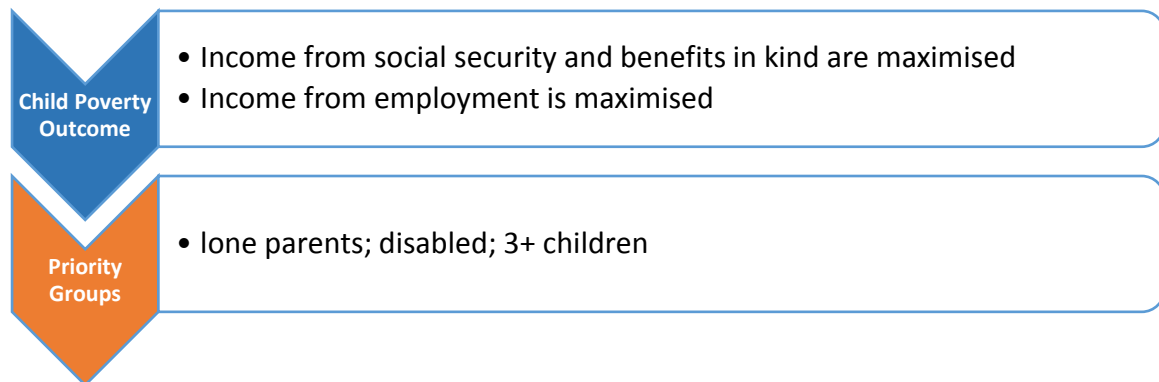 Child Poverty
Outcome
• Income from social security and benefits in kind are maximised
• Income from employment is maximised
Priority
Groups
• lone parents; disabled; 3+ children